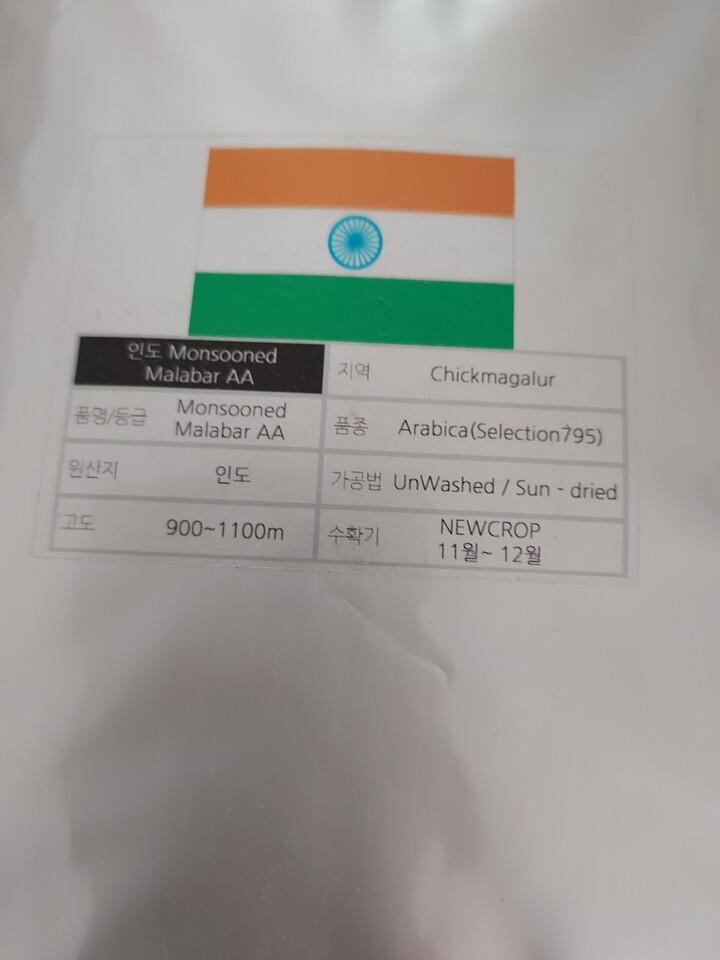 인도 Monsooned
Malabar AA
지역 Chickmagalur
품명/등급 Monsooned
Malabar AA
품종 Arabica(Selection795)
원산지 인도
가공법 UnWashed / Sun - dried
고도 900~1100m
수확기 NEWCROP
11월~ 12월